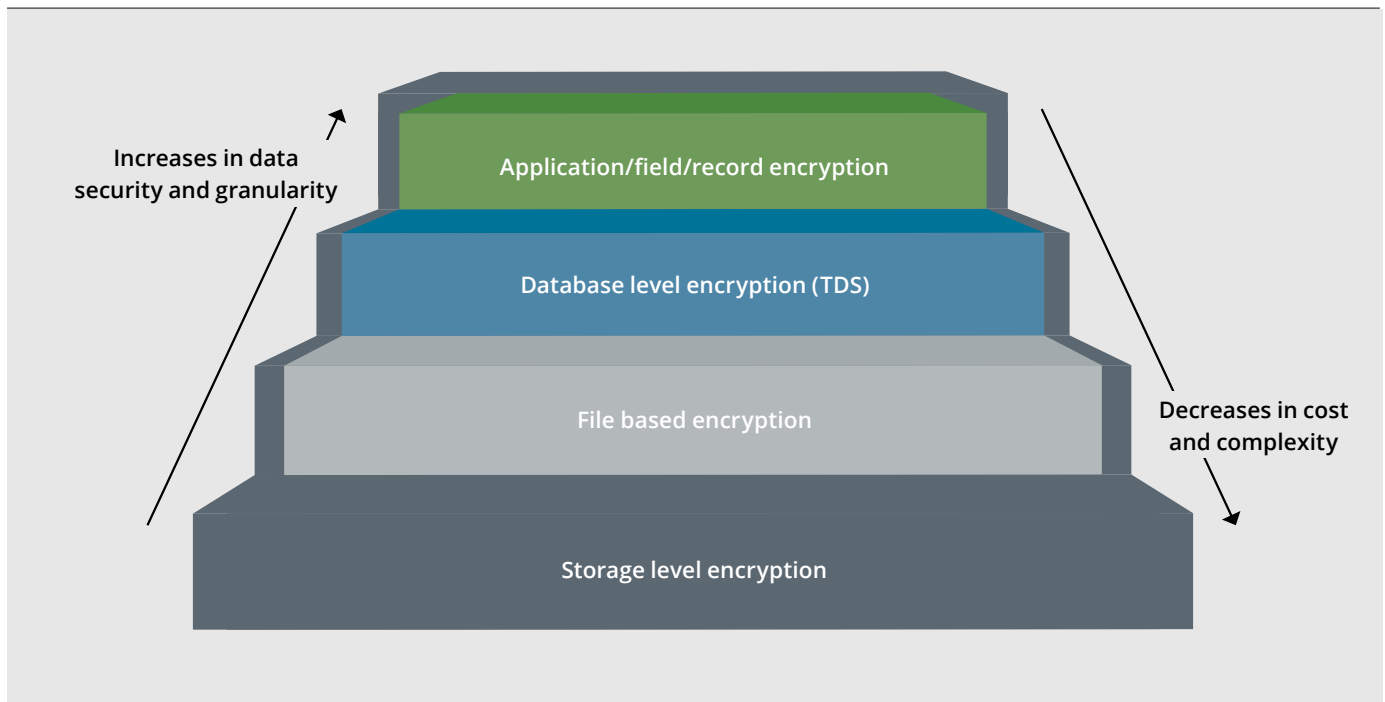 Increases in data
security and granularity
Application/field/record encryption
Database level encryption (TDS)
File based encryption
Decreases in cost
and complexity
Storage level encryption